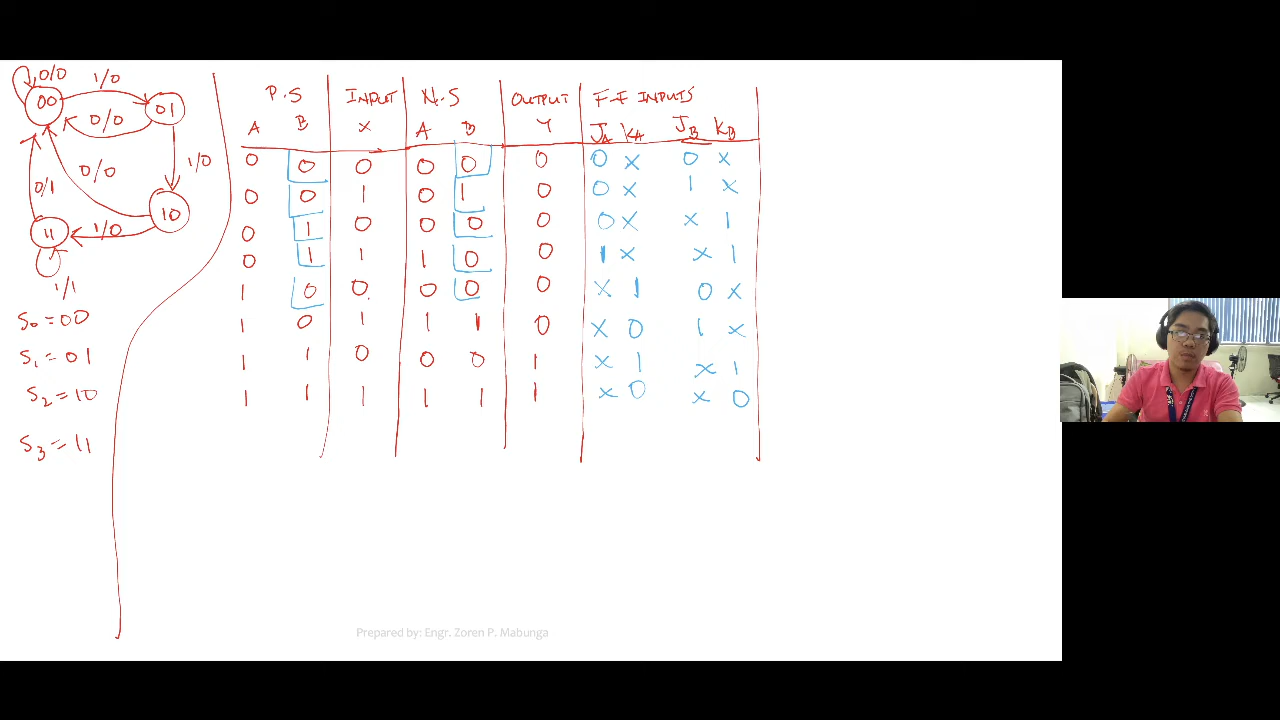 0/0
1/0
00
01
0/0
1/0
0/0
0/1
10
11
1/0
1/1
S0 = 00
S1 = 01
S2 = 10
S3 = 11
P.S INPUT N.S OUTPUT F-F INPUTS
A B X A B Y JA KA JB KB
0 0 0 0 0 0 0 X 0 X
0 0 1 0 1 0 0 X 1 X
0 1 0 0 0 0 0 X X 1
0 1 1 1 0 0 1 X X 1
1 0 0 0 0 0 X 1 0 X
1 0 1 1 1 0 X 0 1 X
1 1 0 0 0 1 X 1 X 1
1 1 1 1 1 1 X 0 X 0
Prepared by: Engr. Zoren P. Mabunga